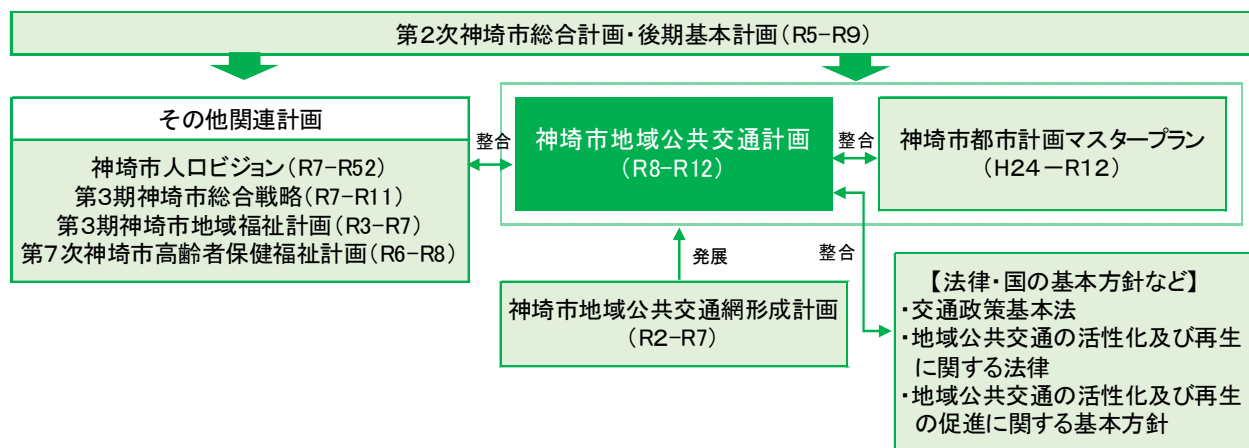 第2次神埼市総合計画・後期基本計画(R5-R9)
その他関連計画
神埼市人口ビジョン(R7-R52)
第3期神埼市総合戦略(R7-R11)
第3期神埼市地域福祉計画(R3-R7)
第7次神埼市高齢者保健福祉計画(R6-R8)
整合
神埼市地域公共交通計画
(R8-R12)
整合
神埼市都市計画マスタープラン
(H24-R12)
発展
整合
神埼市地域公共交通網形成計画
(R2-R7)
【法律・国の基本方針など】
・交通政策基本法
・地域公共交通の活性化及び再生
に関する法律
・地域公共交通の活性化及び再生
の促進に関する基本方針